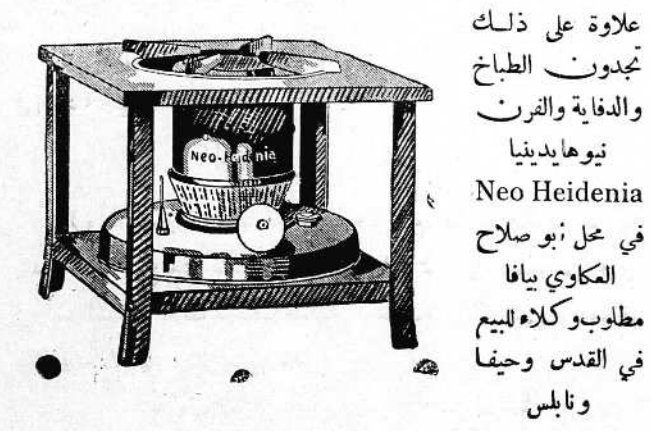 علاوة على ذلك
تجدون الطباخ
والدفاية والفرن
نيوهايدينيا
Neo Heidenia
في محل أبو صلاح
العكاوي بيافا
مطلوب وكلاء للبيع
في القدس وحيفا
ونابلس
Neo-Heidenia